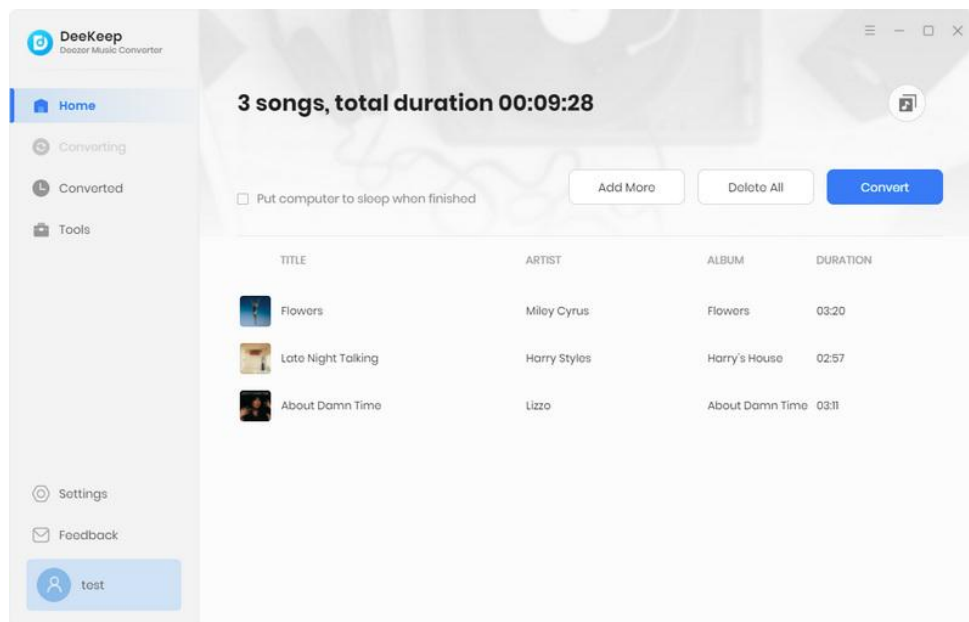 DeeKeep
Deezer Music Converter
Home
Converting
Converted
Tools
Settings
Feedback
test
3 songs, total duration 00:09:28
Put computer to sleep when finished
Add More
Delete All
Convert
TITLE ARTIST ALBUM DURATION
Flowers Miley Cyrus Flowers 03:20
Late Night Talking Harry Styles Harry's House 02:57
About Damn Time Lizzo About Damn Time 03:11